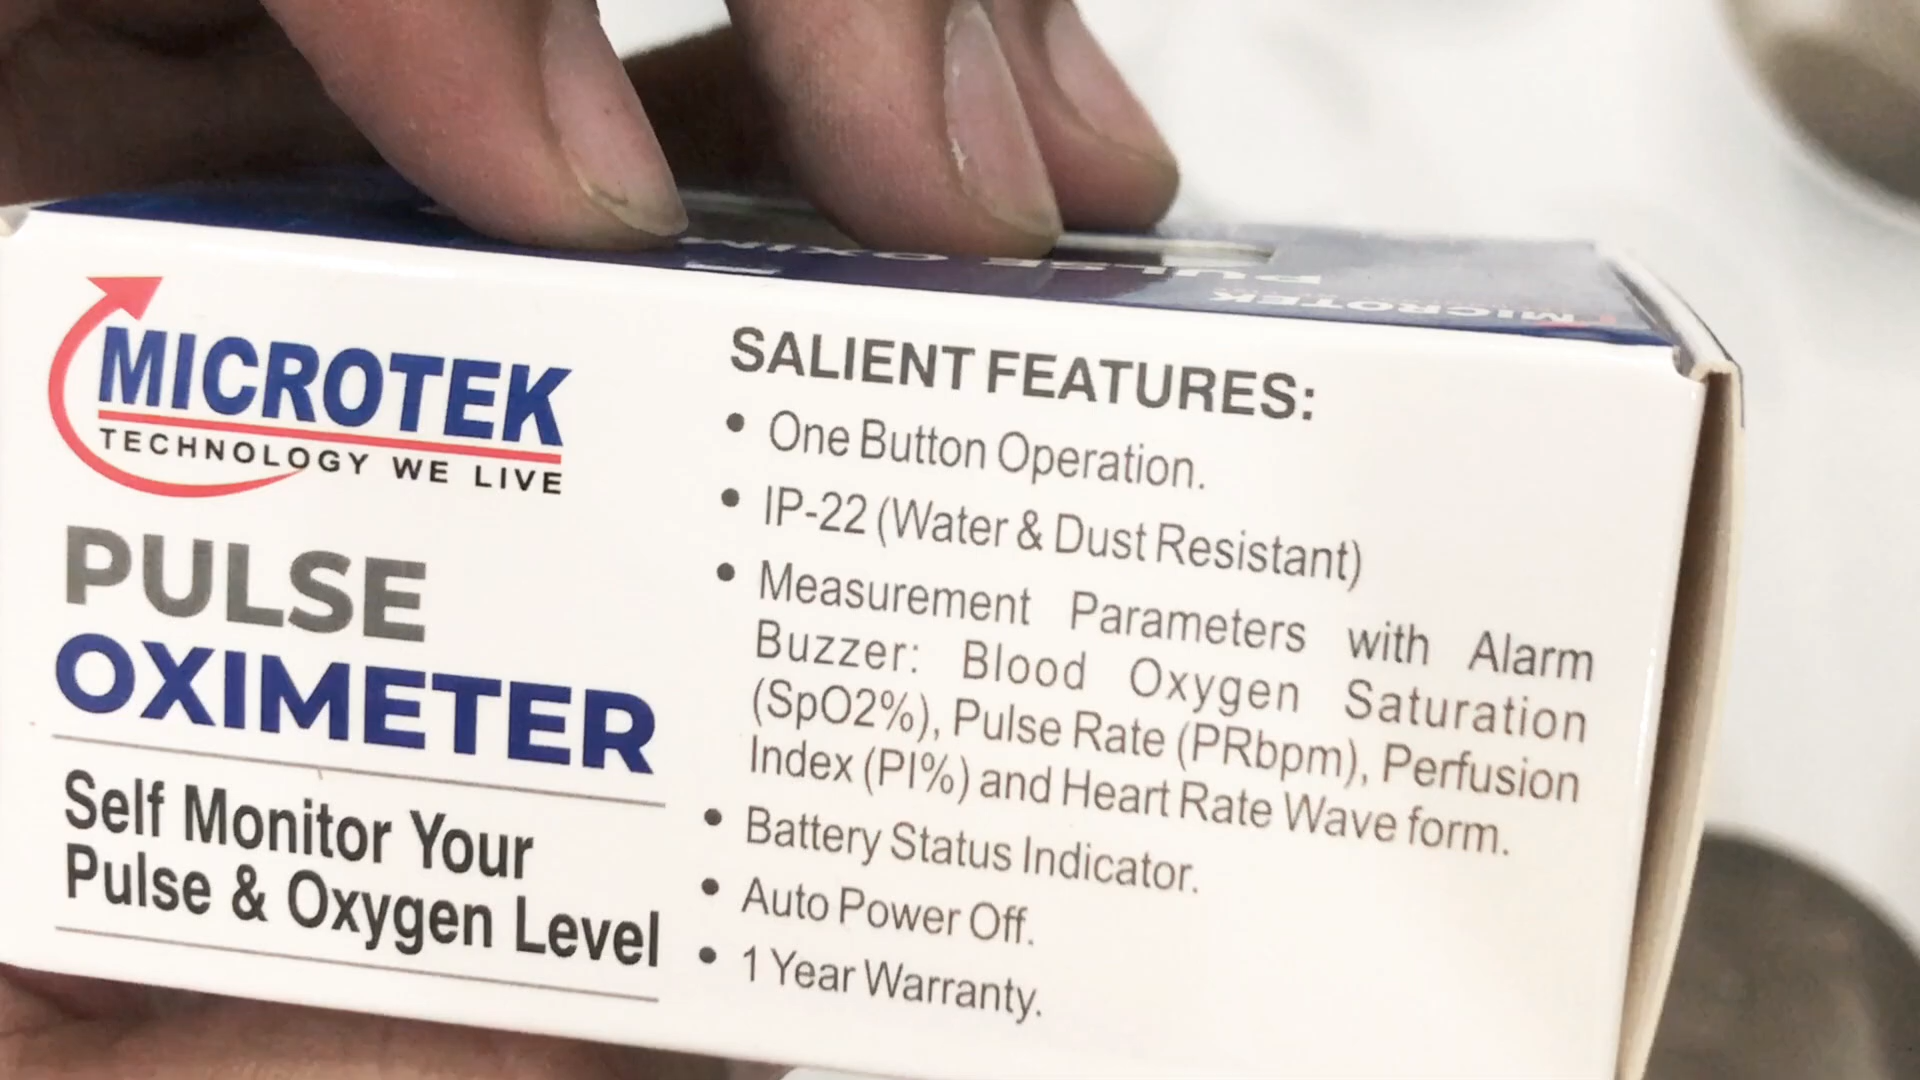 MICROTEK
TECHNOLOGY WE LIVE
PULSE
OXIMETER
Self Monitor Your
Pulse & Oxygen Level
SALIENT FEATURES:
• One Button Operation.
• IP-22 (Water & Dust Resistant)
• Measurement Parameters with Alarm
Buzzer: Blood Oxygen Saturation
(SpO2%), Pulse Rate (PRbpm), Perfusion
Index (PI%) and Heart Rate Wave form.
• Battery Status Indicator.
• Auto Power Off.
• 1 Year Warranty.
MICROTEK
PULSE